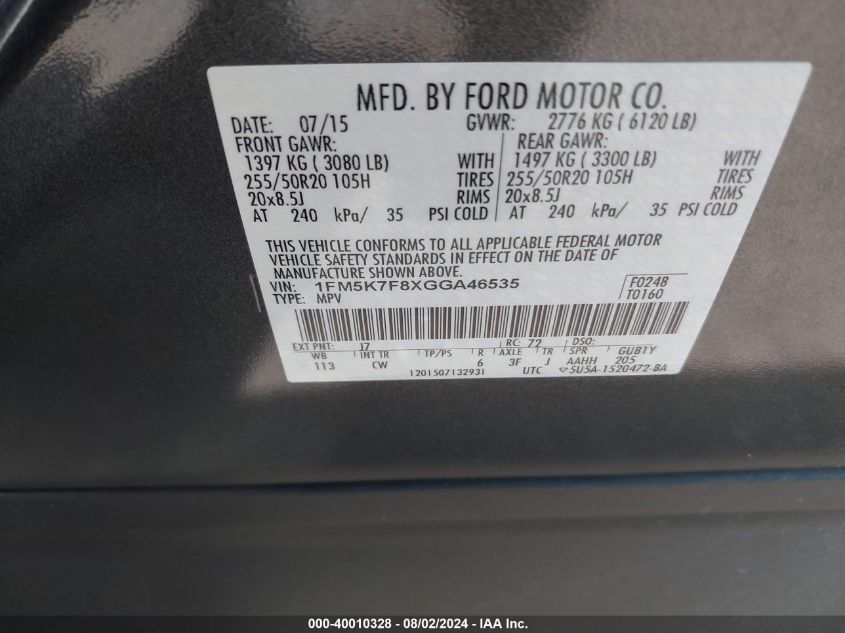 MFD. BY FORD MOTOR CO.
DATE: 07/15 GVWR: 2776 KG ( 6120 LB)
FRONT GAWR: REAR GAWR:
1397 KG ( 3080 LB) WITH 1497 KG ( 3300 LB) WITH
255/50R20 105H TIRES 255/50R20 105H TIRES
20x8.5J RIMS 20x8.5J RIMS
AT 240 kPa/ 35 PSI COLD AT 240 kPa/ 35 PSI COLD
THIS VEHICLE CONFORMS TO ALL APPLICABLE FEDERAL MOTOR
VEHICLE SAFETY STANDARDS IN EFFECT ON THE DATE OF
MANUFACTURE SHOWN ABOVE.
VIN: 1FM5K7F8XGGA46535 F0248
TYPE: MPV T0160
EXT PNT: J7 RC: 72 DSO:
WB INT TR TP/PS R AXLE TR SPR GUB1Y
113 CW 6 3F J AAHH 205
120150713293I UTC 5U5A-1520472-BA
000-40010328 - 08/02/2024 - IAA Inc.